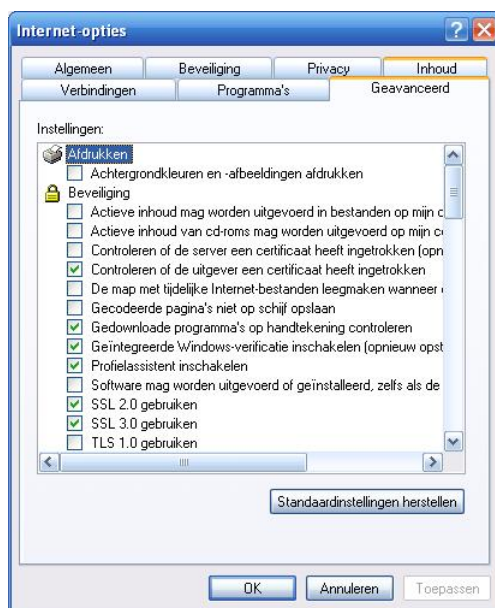 Internet-opties
Algemeen Beveiliging Privacy Inhoud
Verbindingen Programma's Geavanceerd
Instellingen:
Afdrukken
Achtergrondkleuren en -afbeeldingen afdrukken
Beveiliging
Actieve inhoud mag worden uitgevoerd in bestanden op mijn c
Actieve inhoud van cd-roms mag worden uitgevoerd op mijn co
Controleren of de server een certificaat heeft ingetrokken (opn
Controleren of de uitgever een certificaat heeft ingetrokken
De map met tijdelijke Internet-bestanden leegmaken wanneer
Gecodeerde pagina's niet op schijf opslaan
Gedownloade programma's op handtekening controleren
Geïntegreerde Windows-verificatie inschakelen (opnieuw opst
Profielassistent inschakelen
Software mag worden uitgevoerd of geïnstalleerd, zelfs als de
SSL 2.0 gebruiken
SSL 3.0 gebruiken
TLS 1.0 gebruiken
Standaardinstellingen herstellen
OK Annuleren Toepassen